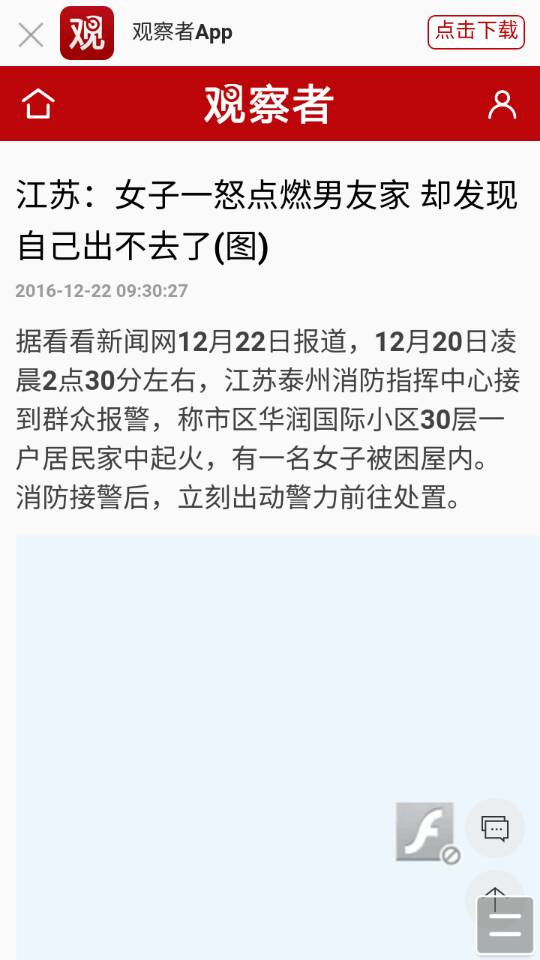 观
观察者App
点击下载
观察者
江苏：女子一怒点燃男友家 却发现
自己出不去了(图)
2016-12-22 09:30:27
据看看新闻网12月22日报道，12月20日凌
晨2点30分左右，江苏泰州消防指挥中心接
到群众报警，称市区华润国际小区30层一
户居民家中起火，有一名女子被困屋内。
消防接警后，立刻出动警力前往处置。